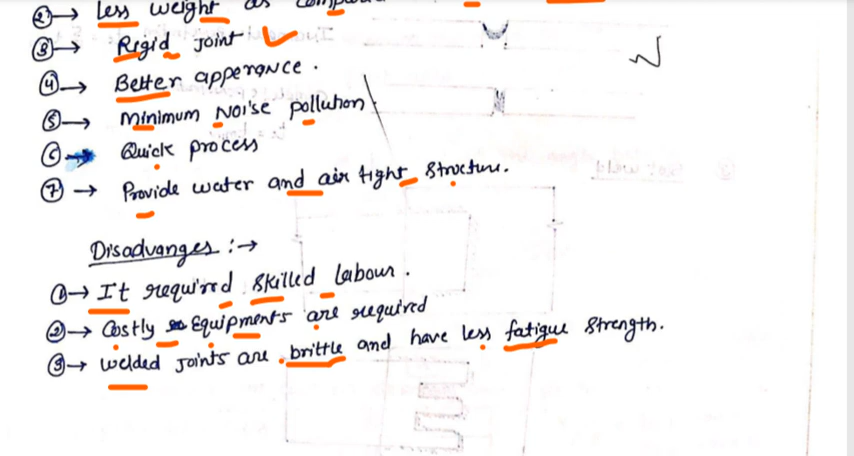 ②→ Less weight as
③→ Rigid Joint
④→ Better apperance.
⑤→ Minimum Noise pollution
⑥→ Quick process
⑦→ Provide water and air tight structure.
Disadvanges :→
①→ It required skilled labour.
②→ Costly Equipments are required
③→ welded Joints are brittle and have less fatigue strength.